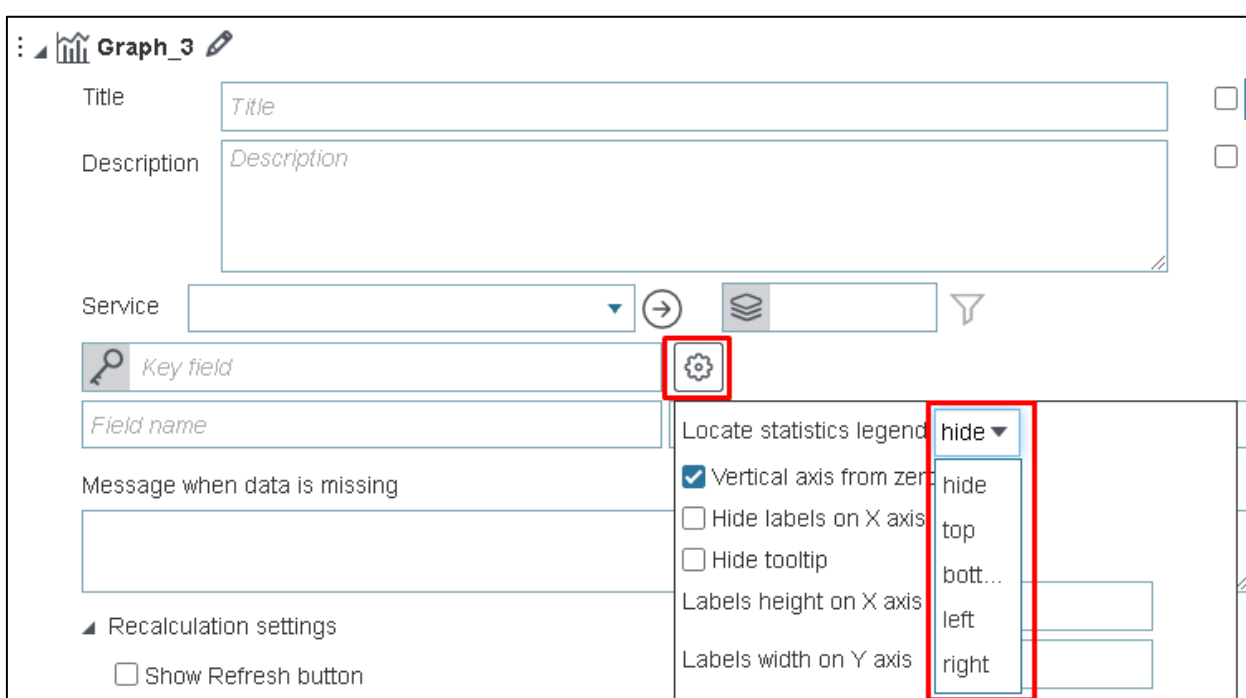 Graph_3
Title
Title
Description
Description
Service
Key field
Field name
Locate statistics legend hide
Vertical axis from zero
hide
Message when data is missing
Hide labels on X axis
top
Hide tooltip
bott...
Labels height on X axis
left
Recalculation settings
Labels width on Y axis
right
Show Refresh button